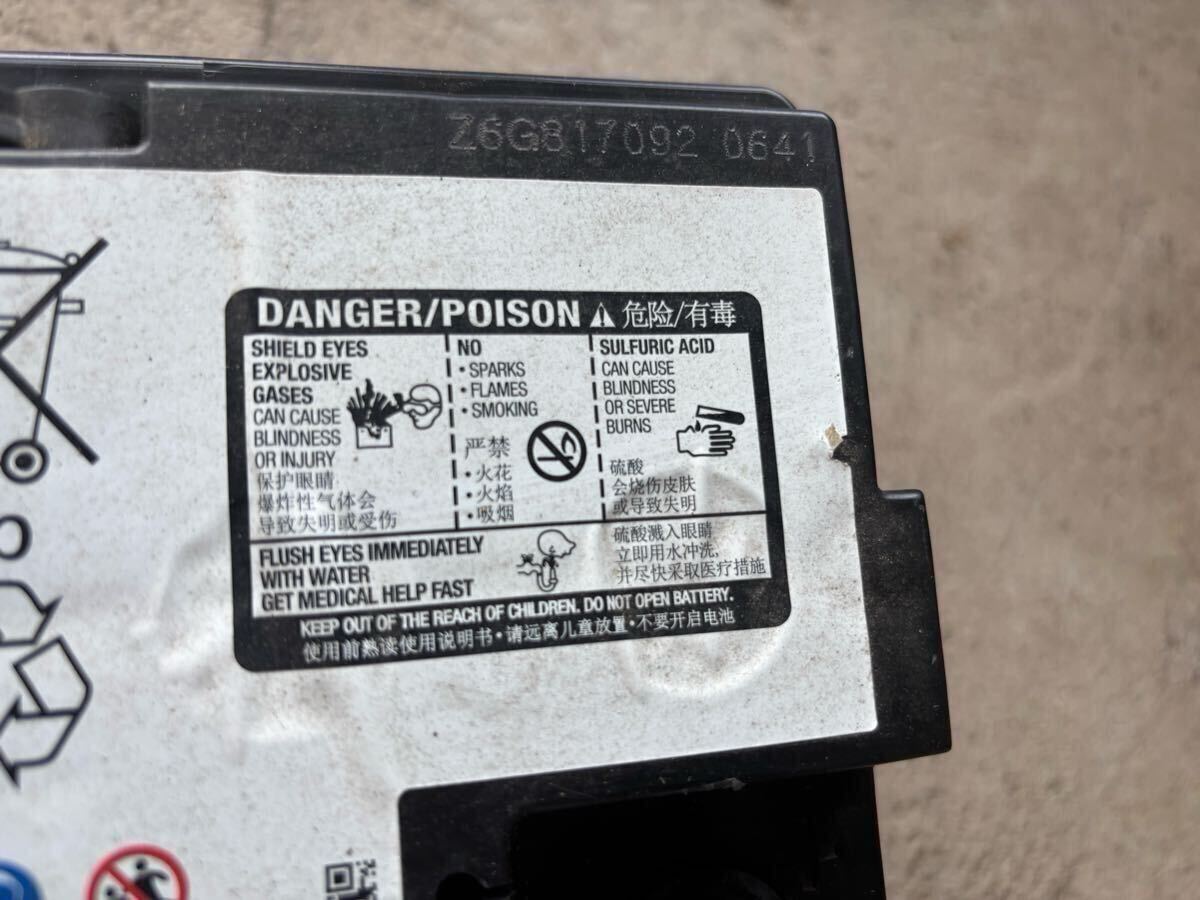 Z6G817092 0641
DANGER/POISON ⚠ 危险/有毒
SHIELD EYES
EXPLOSIVE
GASES
CAN CAUSE
BLINDNESS
OR INJURY
保护眼睛
爆炸性气体会
导致失明或受伤
NO
• SPARKS
• FLAMES
• SMOKING
严禁
• 火花
• 火焰
• 吸烟
SULFURIC ACID
CAN CAUSE
BLINDNESS
OR SEVERE
BURNS
硫酸
会烧伤皮肤
或导致失明
FLUSH EYES IMMEDIATELY
WITH WATER
GET MEDICAL HELP FAST
硫酸溅入眼睛
立即用水冲洗,
并尽快采取医疗措施
KEEP OUT OF THE REACH OF CHILDREN. DO NOT OPEN BATTERY.
使用前熟读使用说明书•请远离儿童放置•不要开启电池